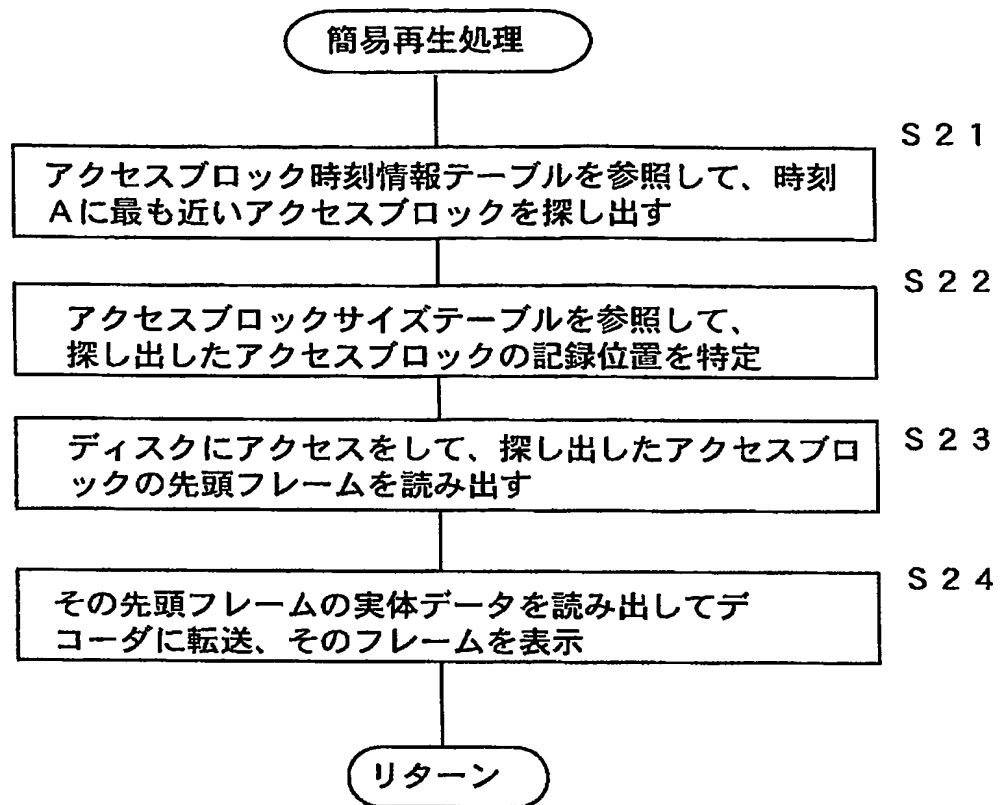 簡易再生処理
S21
アクセスブロック時刻情報テーブルを参照して、時刻
Aに最も近いアクセスブロックを探し出す
S22
アクセスブロックサイズテーブルを参照して、
探し出したアクセスブロックの記録位置を特定
S23
ディスクにアクセスをして、探し出したアクセスブロ
ックの先頭フレームを読み出す
S24
その先頭フレームの実体データを読み出してデ
コーダに転送、そのフレームを表示
リターン